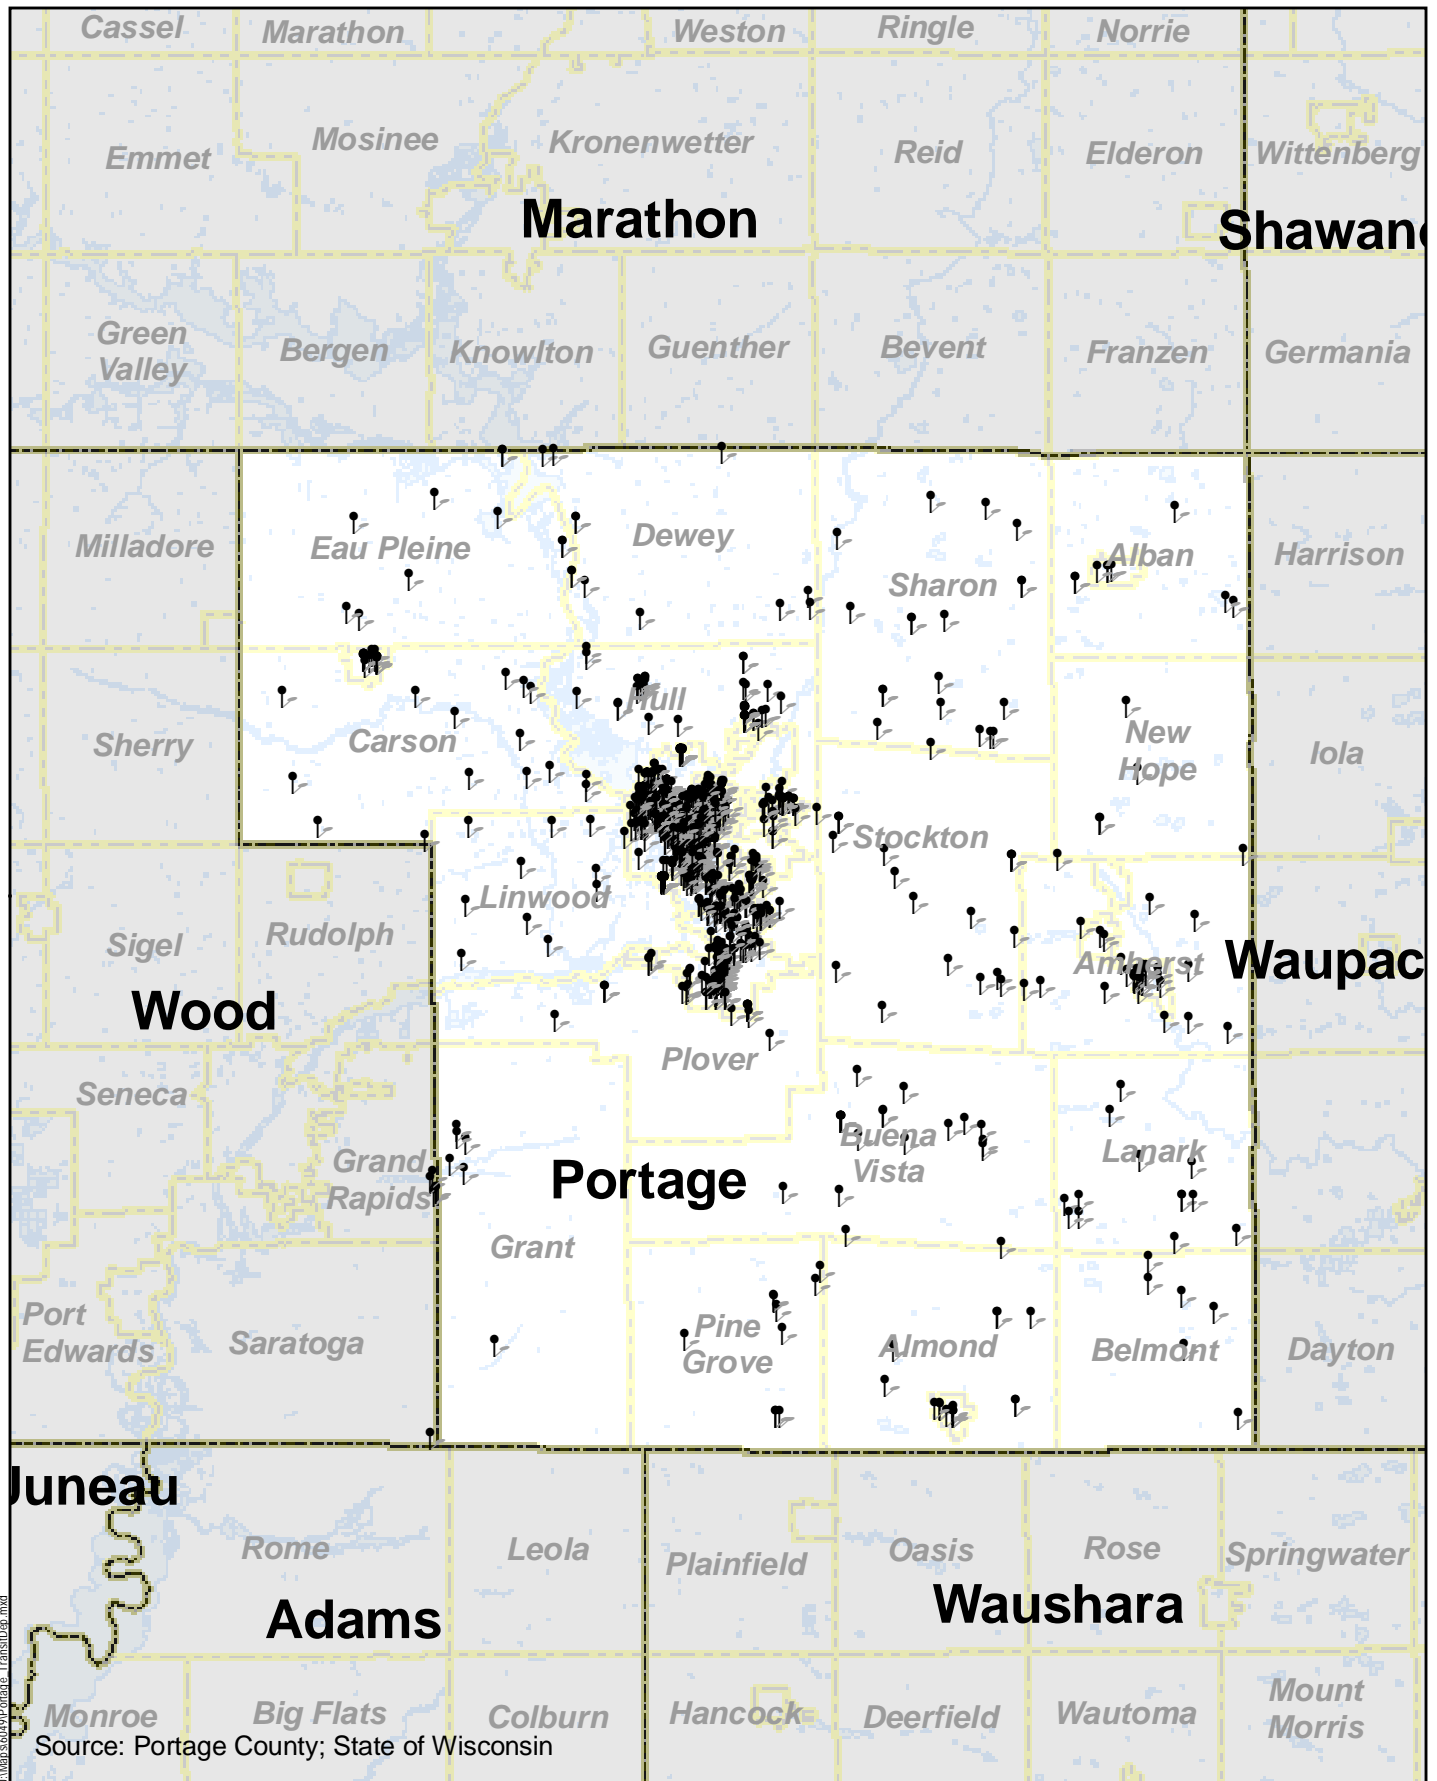 Cassel
Marathon
Weston
Ringle
Norrie
Emmet
Mosinee
Kronenwetter
Reid
Elderon
Wittenberg
Marathon
Shawano
Green
Valley
Bergen
Knowlton
Guenther
Bevent
Franzen
Germania
Milladore
Eau Pleine
Dewey
Sharon
Alban
Harrison
Sherry
Carson
Hull
New
Hope
Iola
Stockton
Linwood
Sigel
Rudolph
Amherst
Waupac
Wood
Plover
Seneca
Grand
Rapids
Portage
Buena
Vista
Lanark
Grant
Port
Edwards
Saratoga
Pine
Grove
Almond
Belmont
Dayton
Juneau
Rome
Leola
Plainfield
Oasis
Rose
Springwater
Adams
Waushara
Monroe
Big Flats
Colburn
Hancock
Deerfield
Wautoma
Mount
Morris
Source: Portage County; State of Wisconsin